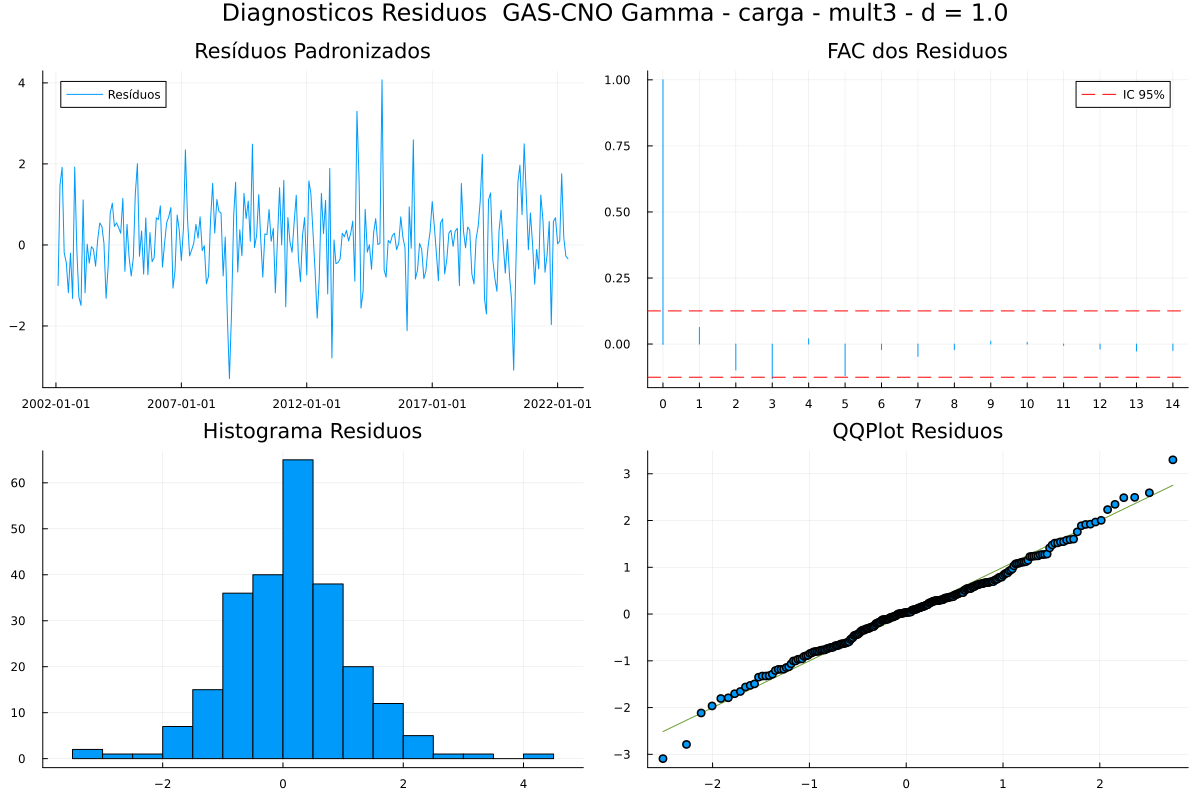 Diagnosticos Residuos  GAS-CNO Gamma - carga - mult3 - d = 1.0
Resíduos Padronizados
4
2
0
−2
Resíduos
2002-01-01 2007-01-01 2012-01-01 2017-01-01 2022-01-01
FAC dos Residuos
1.00
0.75
0.50
0.25
0.00
IC 95%
0 1 2 3 4 5 6 7 8 9 10 11 12 13 14
Histograma Residuos
60
50
40
30
20
10
0
−2 0 2 4
QQPlot Residuos
3
2
1
0
−1
−2
−3
−2 −1 0 1 2